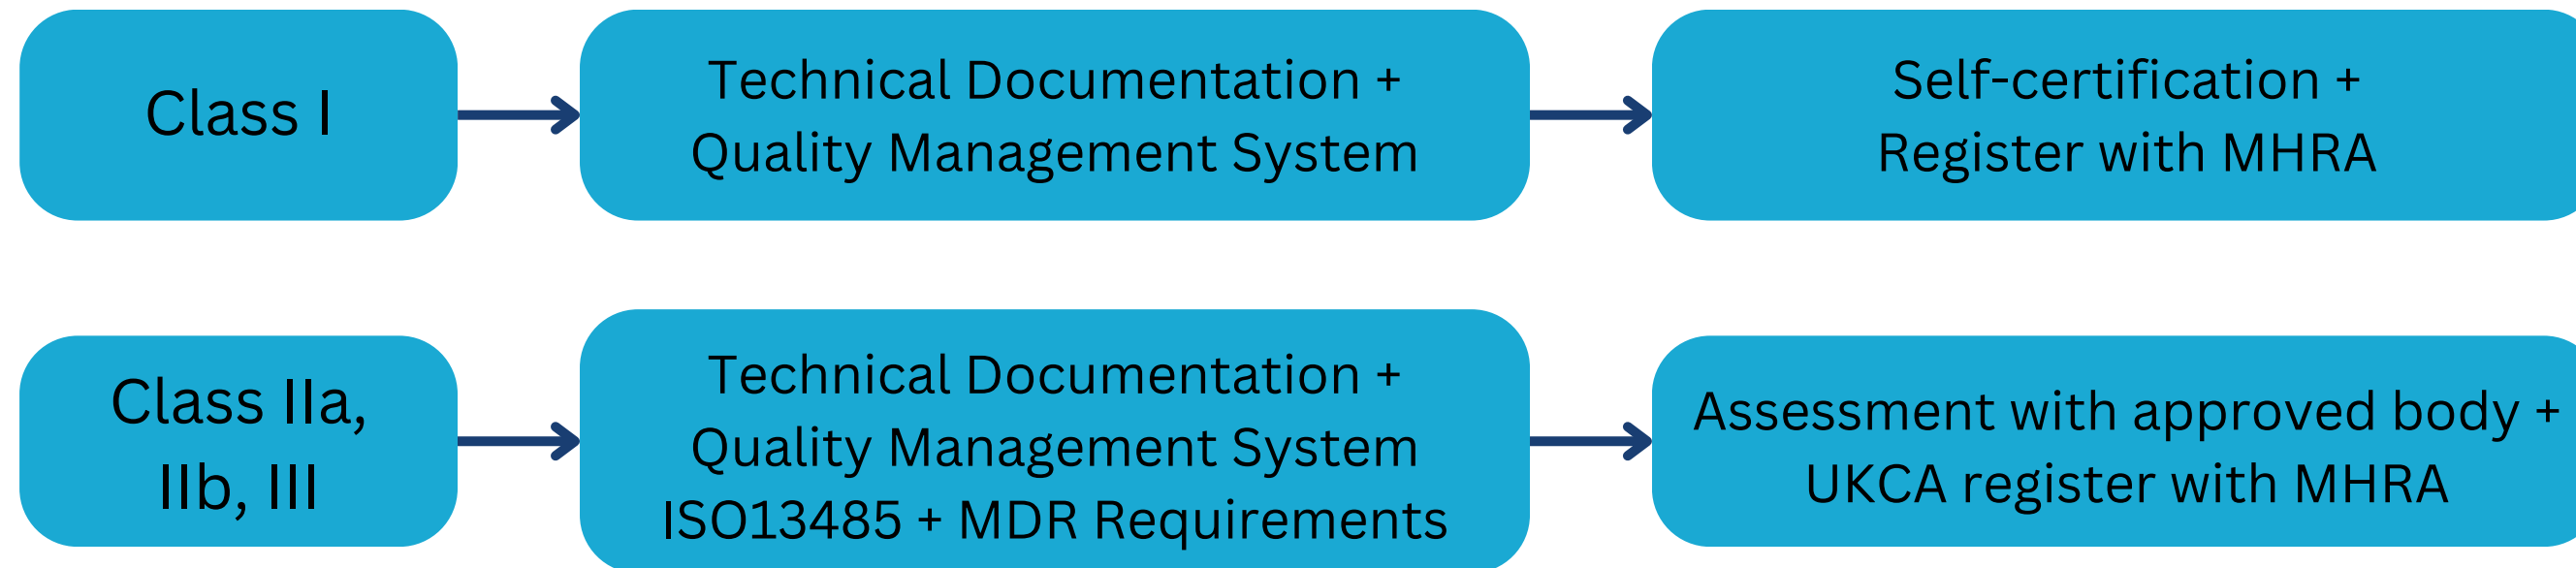 Class I
Technical Documentation +
Quality Management System
Self-certification +
Register with MHRA
Class IIa,
IIb, III
Technical Documentation +
Quality Management System
ISO13485 + MDR Requirements
Assessment with approved body +
UKCA register with MHRA